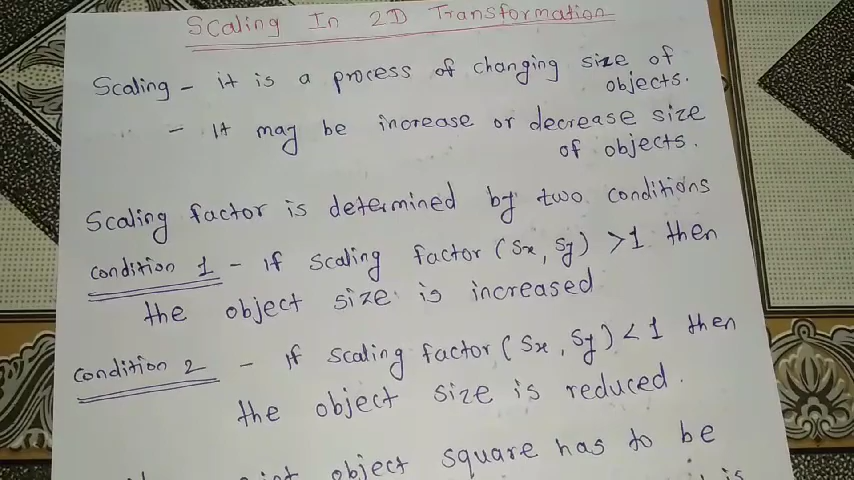 Scaling In 2D Transformation
Scaling - it is a process of changing size of objects.
- It may be increase or decrease size of objects.
Scaling factor is determined by two conditions
condition 1 - if scaling factor (Sx, Sy) >1 then
the object size is increased
condition 2 - if scaling factor (Sx, Sy) <1 then
the object size is reduced.
object square has to be
is